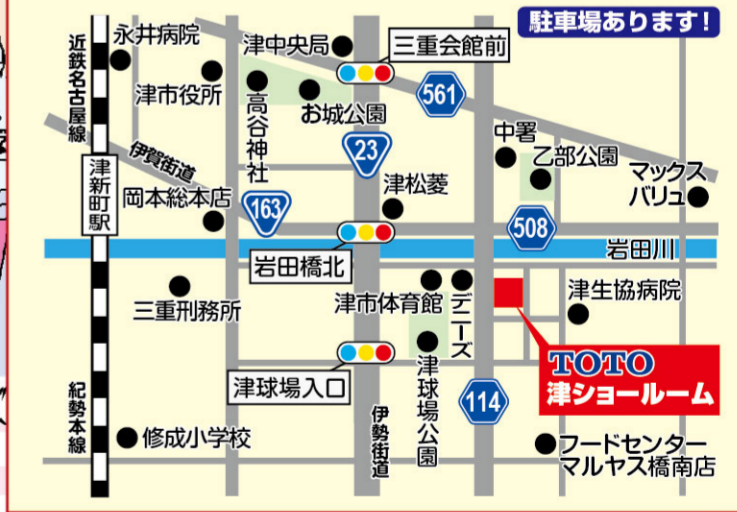 駐車場あります!
近鉄名古屋線
永井病院
津中央局
三重会館前
津市役所
高谷神社
お城公園
561
伊賀街道
23
中署
乙部公園
マックス
バリュ
津新町駅
岡本総本店
163
津松菱
508
岩田橋北
岩田川
三重刑務所
津市体育館
デニーズ
津生協病院
TOTO
津ショールーム
津球場入口
津球場公園
114
紀勢本線
伊勢街道
修成小学校
フードセンター
マルヤス橋南店